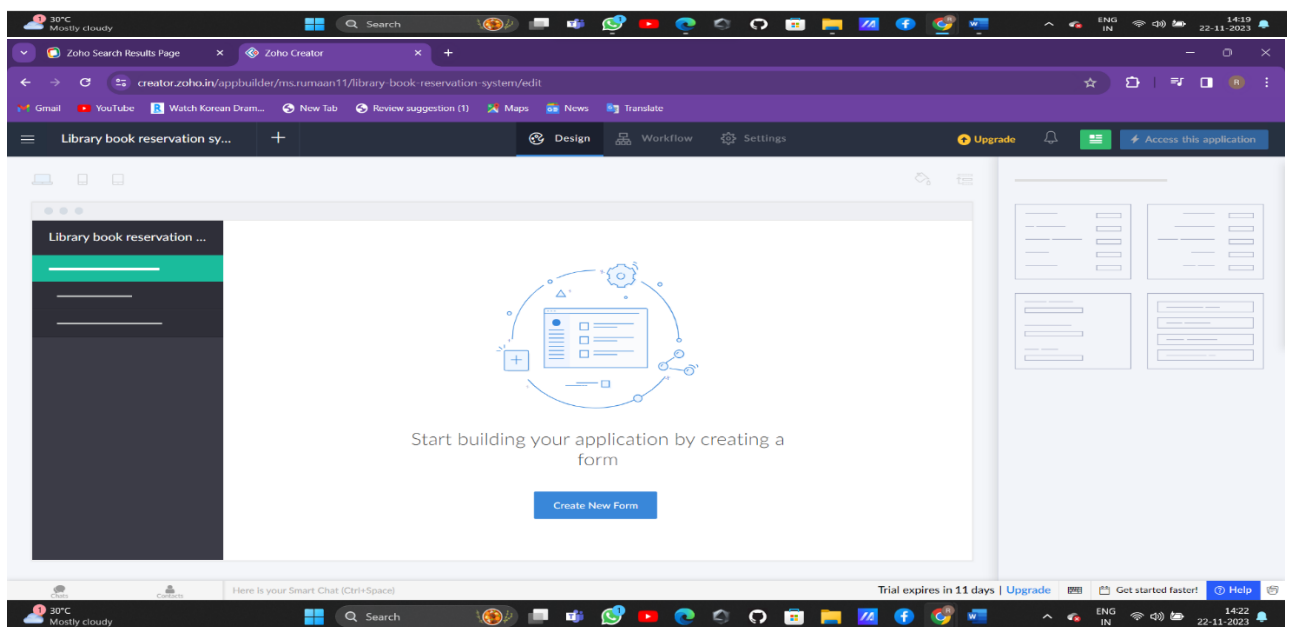 1 30°C
Mostly cloudy
Search
ENG
IN
14:19
22-11-2023
Zoho Search Results Page
Zoho Creator
creator.zoho.in/appbuilder/ms.rumaan11/library-book-reservation-system/edit
R
Gmail YouTube R Watch Korean Dram... New Tab Review suggestion (1) Maps News Translate
Library book reservation sy...
Design Workflow Settings
Upgrade
Access this application
Library book reservation ...
Start building your application by creating a
form
Create New Form
Chats Contacts
Here is your Smart Chat (Ctrl+Space)
Trial expires in 11 days | Upgrade
Get started faster!
Help
1 30°C
Mostly cloudy
Search
ENG
IN
14:22
22-11-2023